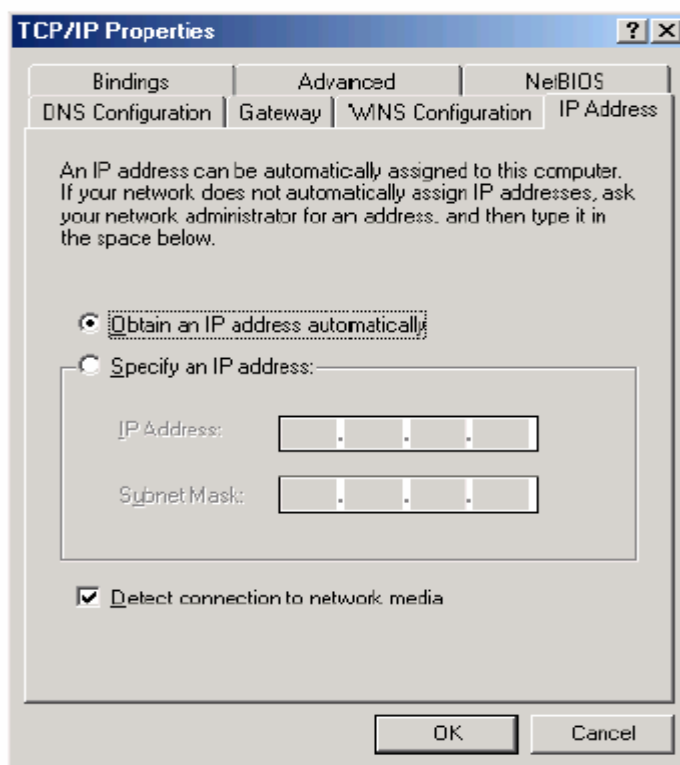 TCP/IP Properties
Bindings
Advanced
NetBIOS
DNS Configuration
Gateway
WINS Configuration
IP Address
An IP address can be automatically assigned to this computer.
If your network does not automatically assign IP addresses, ask
your network administrator for an address, and then type it in
the space below.
Obtain an IP address automatically
Specify an IP address:
IP Address:
Subnet Mask:
Detect connection to network media
OK
Cancel